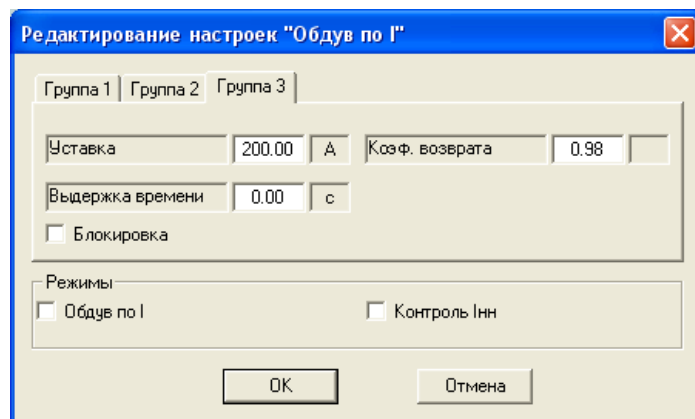 Редактирование настроек "Обдув по I"
Группа 1 Группа 2 Группа 3
Уставка 200.00 А Коэф. возврата 0.98
Выдержка времени 0.00 с
Блокировка
Режимы
Обдув по I Контроль Iнн
OK Отмена